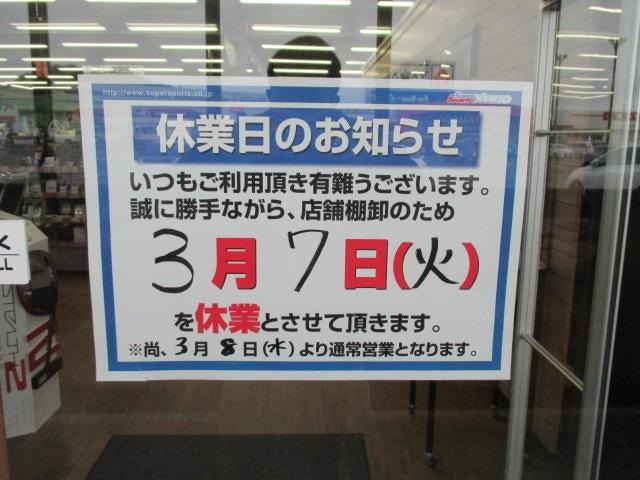 http://www.supersports.co.jp
SUPER SPORTS XEBIO
休業日のお知らせ
いつもご利用頂き有難うございます。
誠に勝手ながら、店舗棚卸のため
3月7日(火)
を休業とさせて頂きます。
※尚、3月8日(水)より通常営業となります。